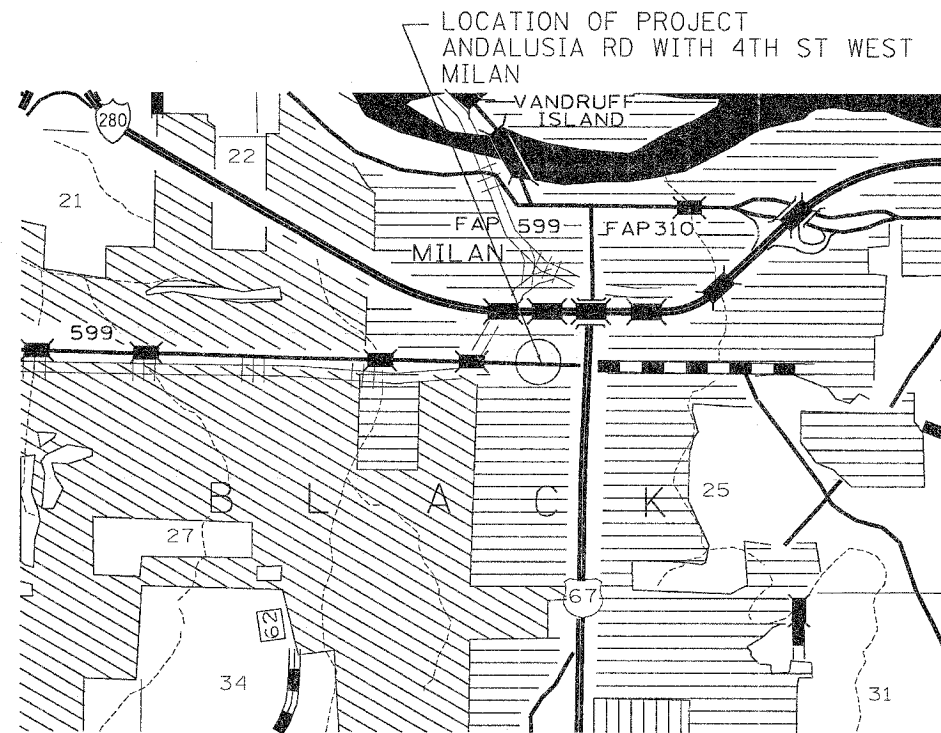 LOCATION OF PROJECT
ANDALUSIA RD WITH 4TH ST WEST
MILAN
VANDRUFF
ISLAND
280
22
21
FAP 599
FAP 310
MILAN
599
B L A C K
25
27
67
62
34
31